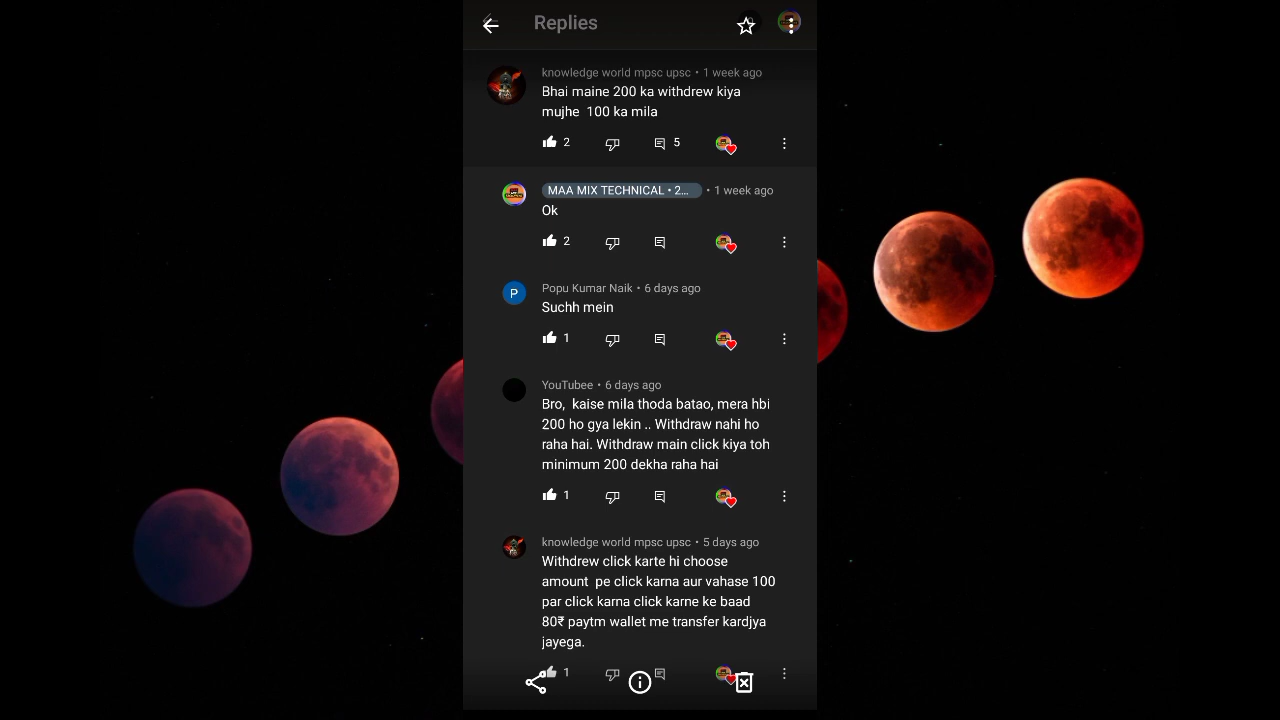 Replies
knowledge world mpsc upsc • 1 week ago
Bhai maine 200 ka withdrew kiya
mujhe 100 ka mila
2
5
MAA MIX TECHNICAL • 2... • 1 week ago
Ok
2
Popu Kumar Naik • 6 days ago
P
Suchh mein
1
YouTubee • 6 days ago
Bro, kaise mila thoda batao, mera hbi
200 ho gya lekin .. Withdraw nahi ho
raha hai. Withdraw main click kiya toh
minimum 200 dekha raha hai
1
knowledge world mpsc upsc • 5 days ago
Withdrew click karte hi choose
amount pe click karna aur vahase 100
par click karna click karne ke baad
80₹ paytm wallet me transfer kardjya
jayega.
1